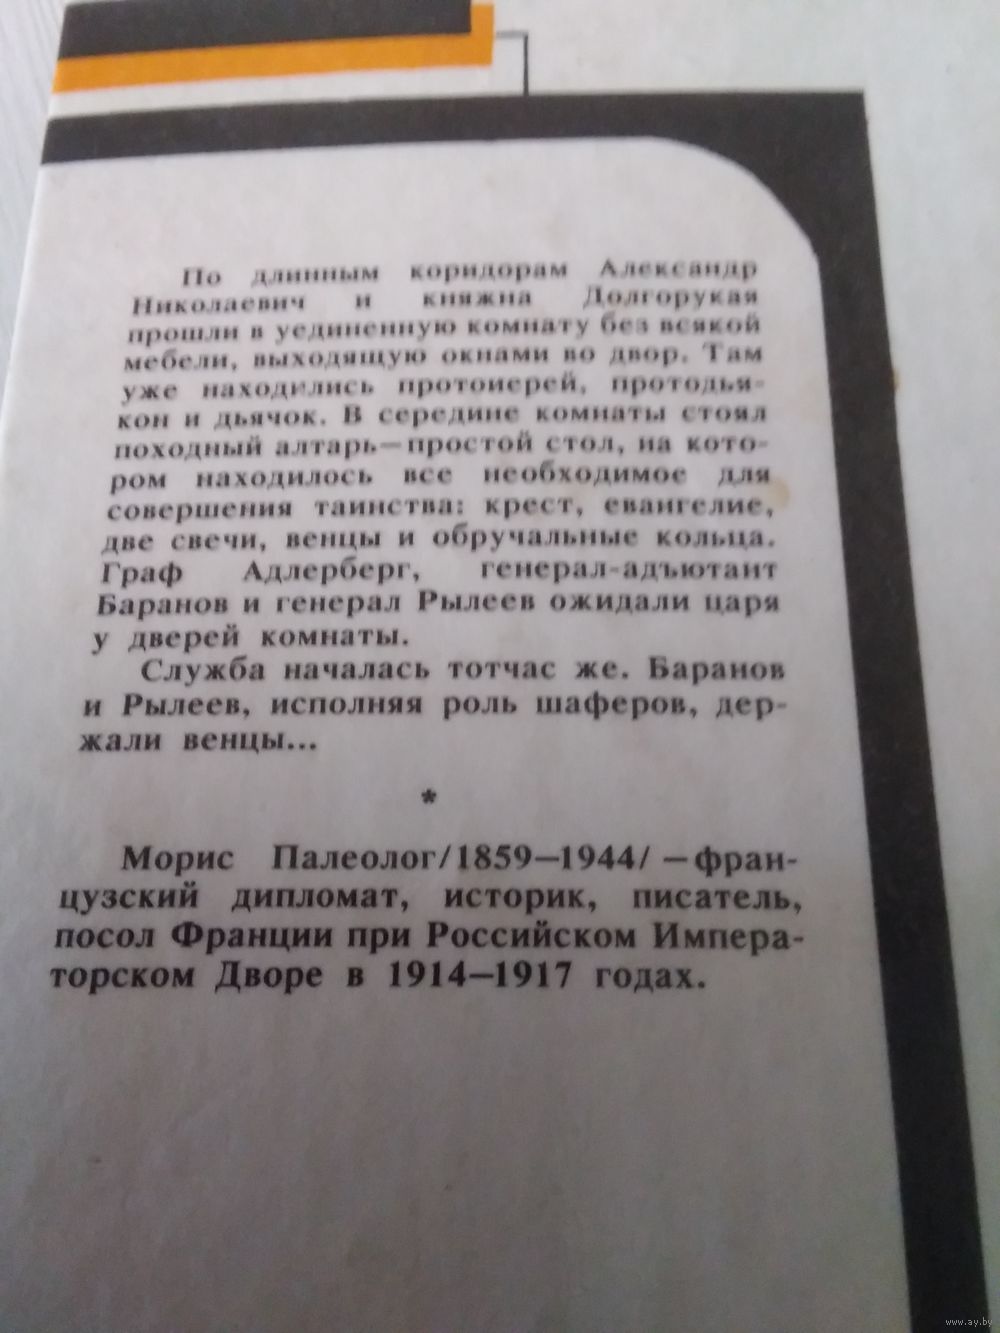 По длинным коридорам Александр
Николаевич и княжна Долгорукая
прошли в уединенную комнату без всякой
мебели, выходящую окнами во двор. Там
уже находились протоиерей, протодья-
кон и дьячок. В середине комнаты стоял
походный алтарь—простой стол, на кото-
ром находилось все необходимое для
совершения таинства: крест, евангелие,
две свечи, венцы и обручальные кольца.
Граф Адлерберг, генерал-адъютант
Баранов и генерал Рылеев ожидали царя
у дверей комнаты.
Служба началась тотчас же. Баранов
и Рылеев, исполняя роль шаферов, дер-
жали венцы...
*
Морис Палеолог/1859—1944/ —фран-
цузский дипломат, историк, писатель,
посол Франции при Российском Импера-
торском Дворе в 1914—1917 годах.
www.ay.by